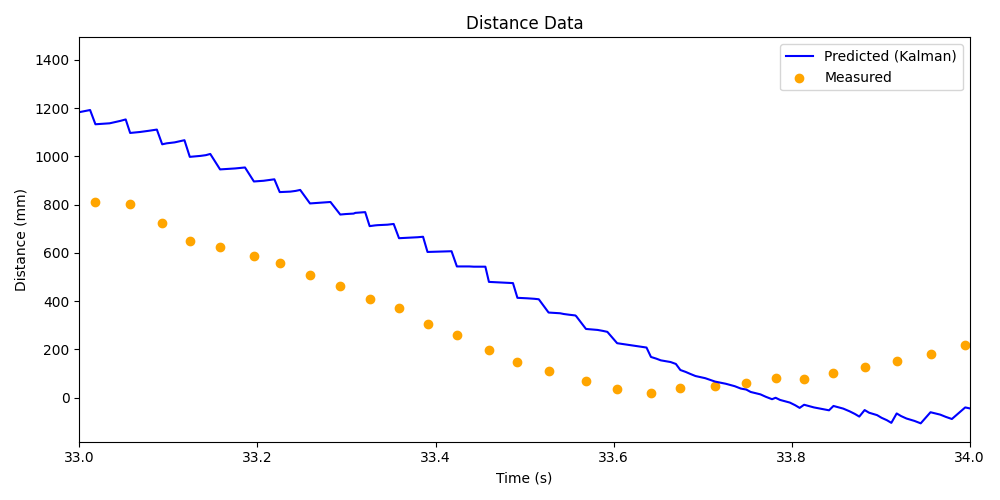 Distance Data
Predicted (Kalman)
Measured
Distance (mm)
1400
1200
1000
800
600
400
200
0
33.0 33.2 33.4 33.6 33.8 34.0
Time (s)